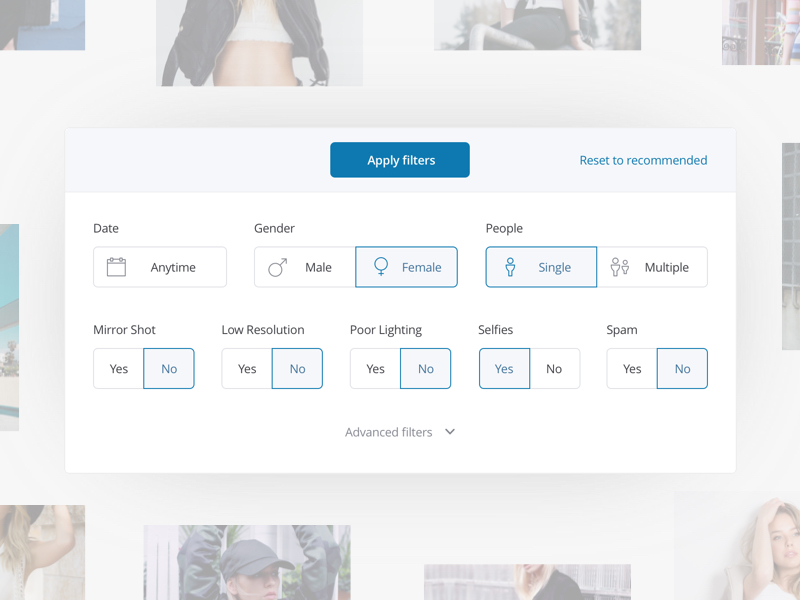 Apply filters
Reset to recommended
Date
Gender
People
Anytime
Male
Female
Single
Multiple
Mirror Shot
Low Resolution
Poor Lighting
Selfies
Spam
Yes
No
Yes
No
Yes
No
Yes
No
Yes
No
Advanced filters